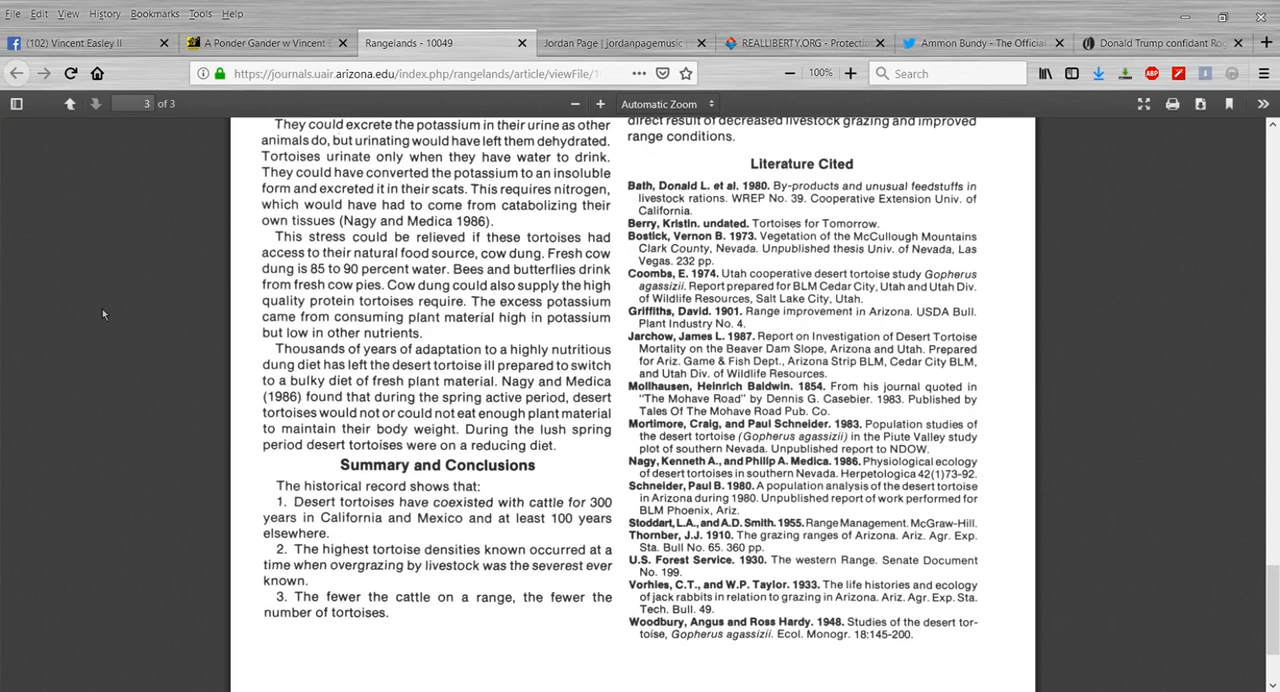 File Edit View History Bookmarks Tools Help
(102) Vincent Easley II
A Ponder Gander w Vincent
Rangelands - 10049
Jordan Page | jordanpagemusic
REALLIBERTY.ORG - Protectin
Ammon Bundy - The Official
Donald Trump confidant Rog
https://journals.uair.arizona.edu/index.php/rangelands/article/viewFile/1
100%
Search
ABP
3 of 3
Automatic Zoom
They could excrete the potassium in their urine as other
animals do, but urinating would have left them dehydrated.
Tortoises urinate only when they have water to drink.
They could have converted the potassium to an insoluble
form and excreted it in their scats. This requires nitrogen,
which would have had to come from catabolizing their
own tissues (Nagy and Medica 1986).
This stress could be relieved if these tortoises had
access to their natural food source, cow dung. Fresh cow
dung is 85 to 90 percent water. Bees and butterflies drink
from fresh cow pies. Cow dung could also supply the high
quality protein tortoises require. The excess potassium
came from consuming plant material high in potassium
but low in other nutrients.
Thousands of years of adaptation to a highly nutritious
dung diet has left the desert tortoise ill prepared to switch
to a bulky diet of fresh plant material. Nagy and Medica
(1986) found that during the spring active period, desert
tortoises would not or could not eat enough plant material
to maintain their body weight. During the lush spring
period desert tortoises were on a reducing diet.
Summary and Conclusions
The historical record shows that:
1. Desert tortoises have coexisted with cattle for 300
years in California and Mexico and at least 100 years
elsewhere.
2. The highest tortoise densities known occurred at a
time when overgrazing by livestock was the severest ever
known.
3. The fewer the cattle on a range, the fewer the
number of tortoises.
direct result of decreased livestock grazing and improved
range conditions.
Literature Cited
Bath, Donald L. et al. 1980. By-products and unusual feedstuffs in
livestock rations. WREP No. 39. Cooperative Extension Univ. of
California.
Berry, Kristin. undated. Tortoises for Tomorrow.
Bostick, Vernon B. 1973. Vegetation of the McCullough Mountains
Clark County, Nevada. Unpublished thesis Univ. of Nevada, Las
Vegas. 232 pp.
Coombs, E. 1974. Utah cooperative desert tortoise study Gopherus
agassizii. Report prepared for BLM Cedar City, Utah and Utah Div.
of Wildlife Resources, Salt Lake City, Utah.
Griffiths, David. 1901. Range improvement in Arizona. USDA Bull.
Plant Industry No. 4.
Jarchow, James L. 1987. Report on Investigation of Desert Tortoise
Mortality on the Beaver Dam Slope, Arizona and Utah. Prepared
for Ariz. Game & Fish Dept., Arizona Strip BLM, Cedar City BLM,
and Utah Div. of Wildlife Resources.
Mollhausen, Heinrich Baldwin. 1854. From his journal quoted in
"The Mohave Road" by Dennis G. Casebier. 1983. Published by
Tales Of The Mohave Road Pub. Co.
Mortimore, Craig, and Paul Schneider. 1983. Population studies of
the desert tortoise (Gopherus agassizii) in the Piute Valley study
plot of southern Nevada. Unpublished report to NDOW.
Nagy, Kenneth A., and Philip A. Medica. 1986. Physiological ecology
of desert tortoises in southern Nevada. Herpetologica 42(1)73-92.
Schneider, Paul B. 1980. A population analysis of the desert tortoise
in Arizona during 1980. Unpublished report of work performed for
BLM Phoenix, Ariz.
Stoddart, L.A., and A.D. Smith. 1955. Range Management. McGraw-Hill.
Thornber, J.J. 1910. The grazing ranges of Arizona. Ariz. Agr. Exp.
Sta. Bull No. 65. 360 pp.
U.S. Forest Service. 1930. The western Range. Senate Document
No. 199.
Vorhies, C.T., and W.P. Taylor. 1933. The life histories and ecology
of jack rabbits in relation to grazing in Arizona. Ariz. Agr. Exp. Sta.
Tech. Bull. 49.
Woodbury, Angus and Ross Hardy. 1948. Studies of the desert tor-
toise, Gopherus agassizii. Ecol. Monogr. 18:145-200.